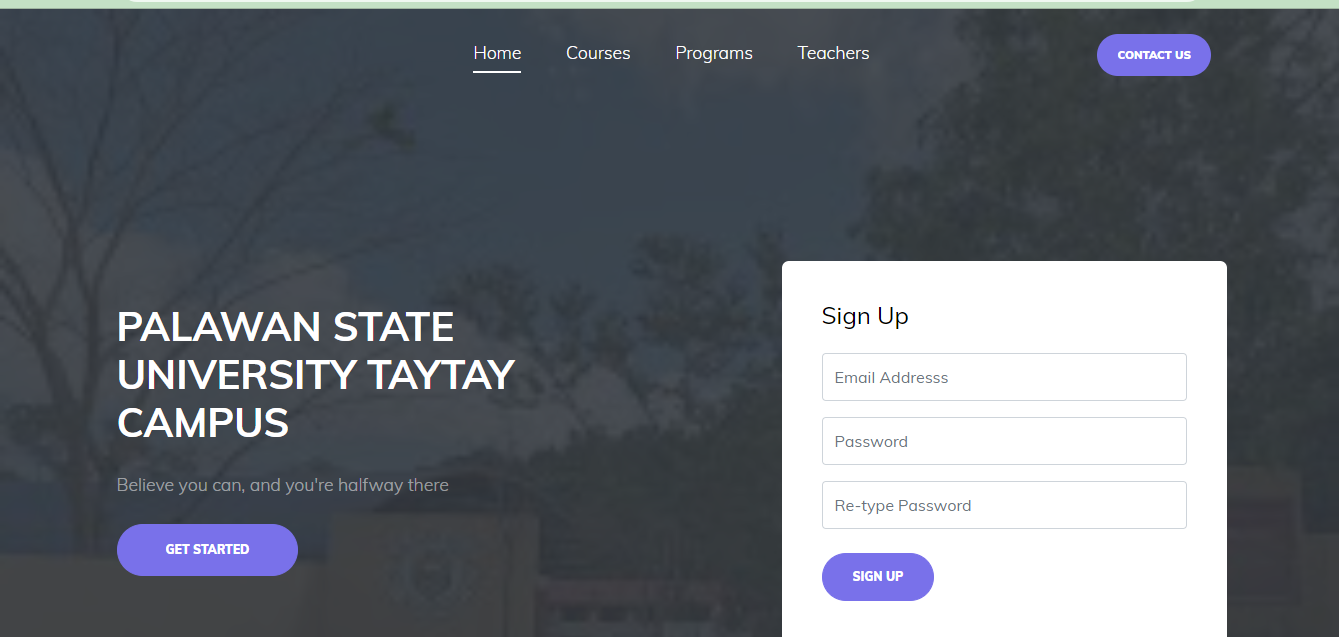 Home
Courses
Programs
Teachers
CONTACT US
PALAWAN STATE
UNIVERSITY TAYTAY
CAMPUS
Believe you can, and you're halfway there
GET STARTED
Sign Up
Email Addresss
Password
Re-type Password
SIGN UP